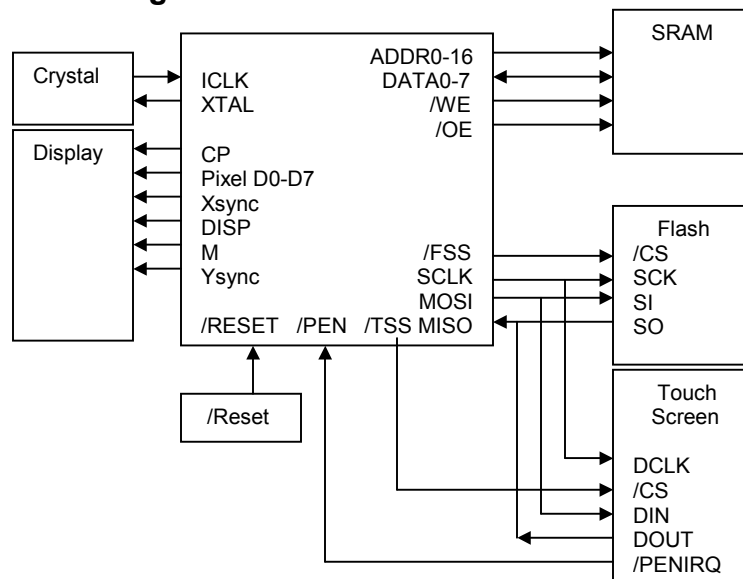 Crystal
Display
ICLK
XTAL
CP
Pixel D0-D7
Xsync
DISP
M
Ysync
ADDR0-16
DATA0-7
/WE
/OE
/FSS
SCLK
MOSI
/RESET /PEN /TSS MISO
/Reset
SRAM
Flash
/CS
SCK
SI
SO
Touch
Screen
DCLK
/CS
DIN
DOUT
/PENIRQ